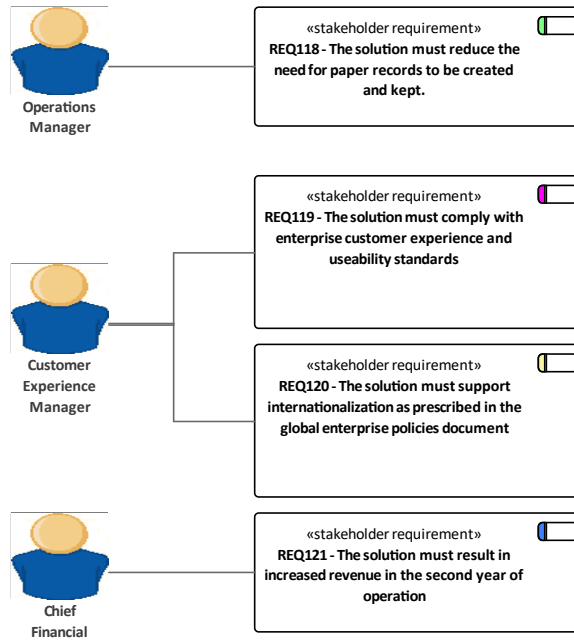 «stakeholder requirement»
REQ118 - The solution must reduce the
need for paper records to be created
and kept.
Operations
Manager
«stakeholder requirement»
REQ119 - The solution must comply with
enterprise customer experience and
useability standards
Customer
Experience
Manager
«stakeholder requirement»
REQ120 - The solution must support
internationalization as prescribed in the
global enterprise policies document
«stakeholder requirement»
REQ121 - The solution must result in
increased revenue in the second year of
operation
Chief
Financial